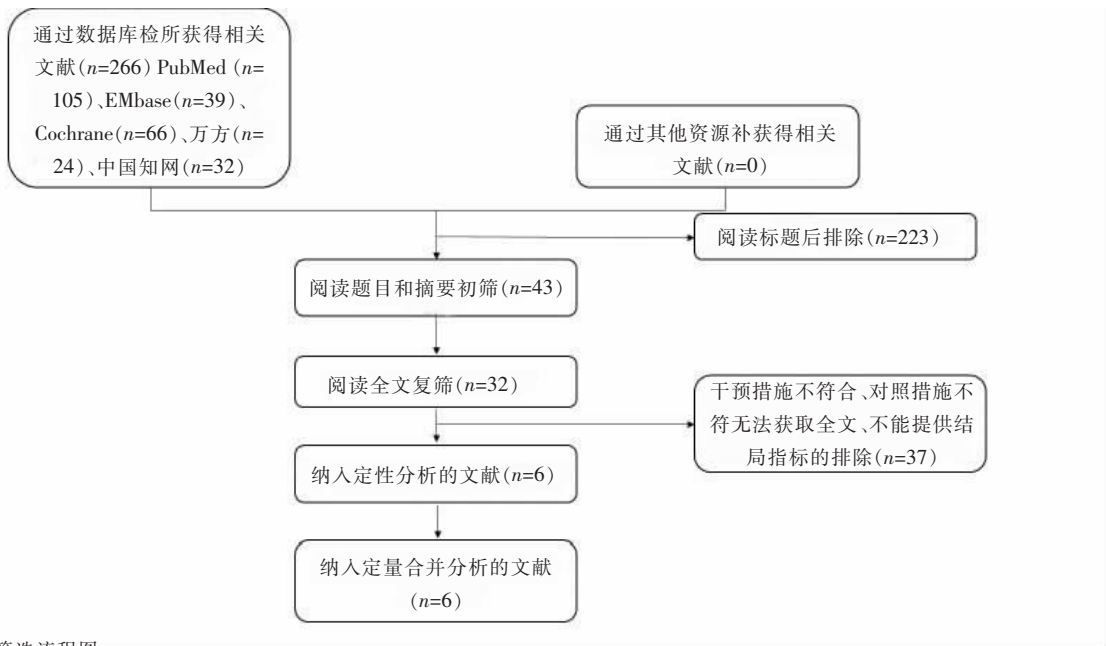 通过数据库检所获得相关
文献(n=266) PubMed (n=
105)、EMbase(n=39)、
Cochrane(n=66)、万方(n=
24)、中国知网(n=32)
通过其他资源补获得相关
文献(n=0)
阅读标题后排除(n=223)
阅读题目和摘要初筛(n=43)
阅读全文复筛(n=32)
干预措施不符合、对照措施不
符无法获取全文、不能提供结
局指标的排除(n=37)
纳入定性分析的文献(n=6)
纳入定量合并分析的文献
(n=6)